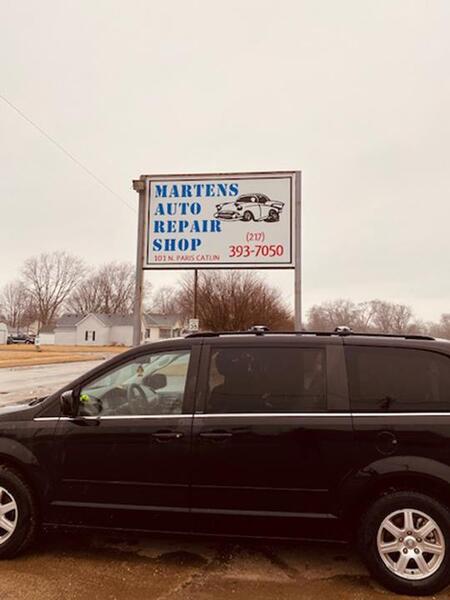 MARTENS
AUTO
REPAIR
SHOP
(217)
393-7050
101 N. PARIS CATLIN